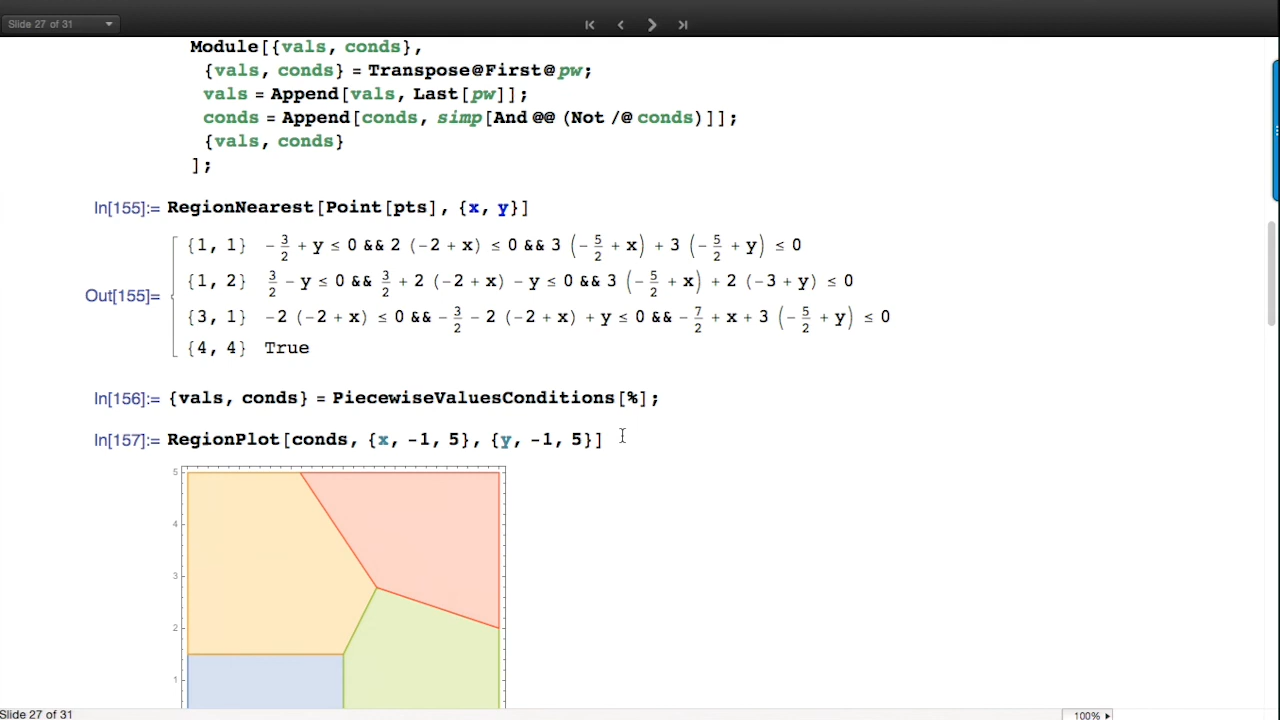 Slide 27 of 31
Module[{vals, conds},
{vals, conds} = Transpose@First@pw;
vals = Append[vals, Last[pw]];
conds = Append[conds, simp[And @@ (Not /@ conds)]];
{vals, conds}
];
In[155]:= RegionNearest[Point[pts], {x, y}]
Out[155]=
{1, 1} -3/2 + y ≤ 0 && 2 (-2 + x) ≤ 0 && 3 (-5/2 + x) + 3 (-5/2 + y) ≤ 0
{1, 2} 3/2 - y ≤ 0 && 3/2 + 2 (-2 + x) - y ≤ 0 && 3 (-5/2 + x) + 2 (-3 + y) ≤ 0
{3, 1} -2 (-2 + x) ≤ 0 && -3/2 - 2 (-2 + x) + y ≤ 0 && -7/2 + x + 3 (-5/2 + y) ≤ 0
{4, 4} True
In[156]:= {vals, conds} = PiecewiseValuesConditions[%];
In[157]:= RegionPlot[conds, {x, -1, 5}, {y, -1, 5}]
5
4
3
2
1
Slide 27 of 31
100%